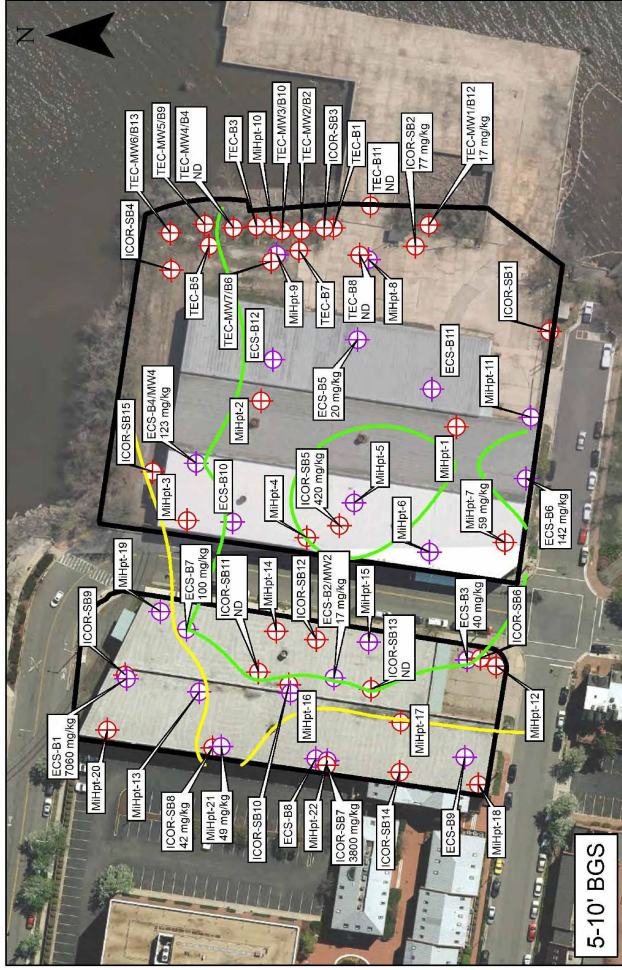 N
TEC-MW6/B13
TEC-MW5/B9
TEC-MW4/B4
ND
TEC-B3
MiHpt-10
TEC-MW3/B10
TEC-MW2/B2
ICOR-SB3
TEC-B1
TEC-B11
ND
ICOR-SB2
77 mg/kg
TEC-MW1/B12
17 mg/kg
ICOR-SB4
TEC-B5
TEC-MW7/B6
MiHpt-9
TEC-B7
TEC-B8
ND
MiHpt-8
ICOR-SB1
ECS-B12
ECS-B5
20 mg/kg
ECS-B11
MiHpt-11
ICOR-SB15
ECS-B4/MW4
123 mg/kg
MiHpt-2
MiHpt-3
ECS-B10
MiHpt-4
ICOR-SB5
420 mg/kg
MiHpt-5
MiHpt-1
MiHpt-6
MiHpt-7
59 mg/kg
ECS-B6
142 mg/kg
MiHpt-19
ECS-B7
100 mg/kg
ICOR-SB9
ICOR-SB11
ND
MiHpt-14
ICOR-SB12
ECS-B2/MW2
17 mg/kg
MiHpt-15
ICOR-SB13
ND
ECS-B3
40 mg/kg
ICOR-SB6
ECS-B1
7060 mg/kg
MiHpt-20
MiHpt-13
ICOR-SB8
42 mg/kg
MiHpt-21
49 mg/kg
ICOR-SB10
MiHpt-16
ECS-B8
MiHpt-22
ICOR-SB7
3800 mg/kg
MiHpt-17
ICOR-SB14
ECS-B9
MiHpt-18
MiHpt-12
5-10' BGS